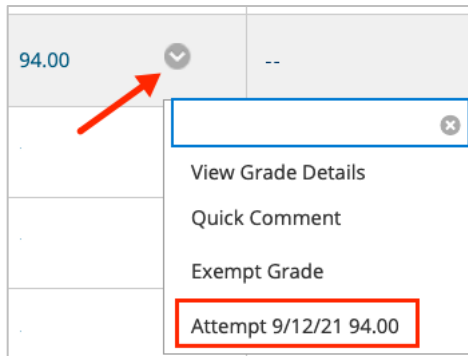 94.00
--
View Grade Details
Quick Comment
Exempt Grade
Attempt 9/12/21 94.00